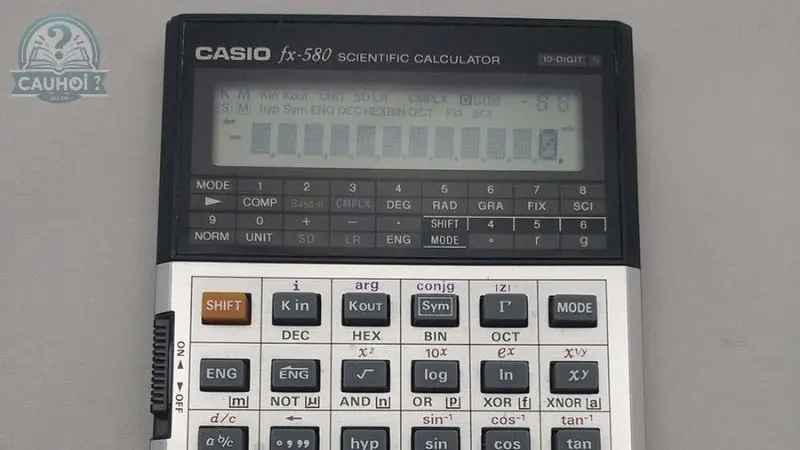 CAUHOI ?
CASIO fx-580 SCIENTIFIC CALCULATOR 10-DIGIT S
K M Kin Kout UNIT SD LR CMPLX
S M hyp Sym ENG DEC HEX BIN OCT FIX SCI
MODE 1 2 3 4 5 6 7 8
► COMP Base-n CMPLX DEG RAD GRA FIX SCI
9 0 + − · SHIFT 4 5 6
NORM UNIT SD LR ENG MODE ° r g
i arg conjg |Z|
SHIFT Kin Kout Sym Γ MODE
DEC HEX BIN OCT
ON ◄► OFF
x² 10ˣ eˣ x^1/y
ENG ENG √ log ln xʸ
m NOT µ AND n OR p XOR f XNOR a
d/c ← sin⁻¹ cos⁻¹ tan⁻¹
a b/c ° ’ ” hyp sin cos tan